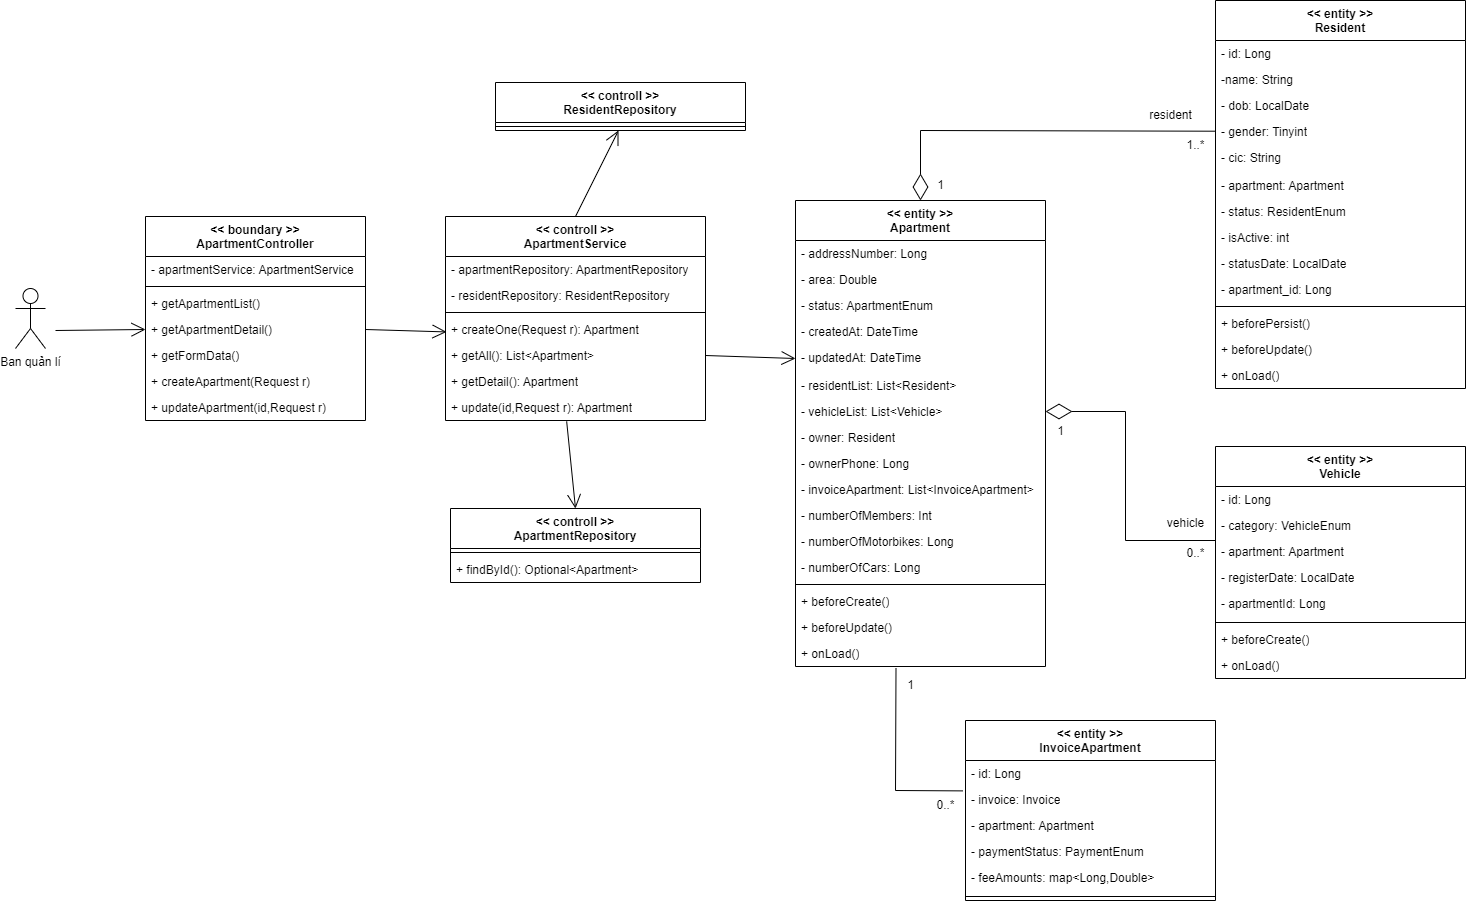 Ban quản lí
<< boundary >>
ApartmentController
- apartmentService: ApartmentService
+ getApartmentList()
+ getApartmentDetail()
+ getFormData()
+ createApartment(Request r)
+ updateApartment(id,Request r)
<< controll >>
ResidentRepository
<< controll >>
ApartmentService
- apartmentRepository: ApartmentRepository
- residentRepository: ResidentRepository
+ createOne(Request r): Apartment
+ getAll(): List<Apartment>
+ getDetail(): Apartment
+ update(id,Request r): Apartment
<< controll >>
ApartmentRepository
+ findById(): Optional<Apartment>
<< entity >>
Apartment
- addressNumber: Long
- area: Double
- status: ApartmentEnum
- createdAt: DateTime
- updatedAt: DateTime
- residentList: List<Resident>
- vehicleList: List<Vehicle>
- owner: Resident
- ownerPhone: Long
- invoiceApartment: List<InvoiceApartment>
- numberOfMembers: Int
- numberOfMotorbikes: Long
- numberOfCars: Long
+ beforeCreate()
+ beforeUpdate()
+ onLoad()
resident
1..*
1
<< entity >>
Resident
- id: Long
-name: String
- dob: LocalDate
- gender: Tinyint
- cic: String
- apartment: Apartment
- status: ResidentEnum
- isActive: int
- statusDate: LocalDate
- apartment_id: Long
+ beforePersist()
+ beforeUpdate()
+ onLoad()
1
vehicle
0..*
<< entity >>
Vehicle
- id: Long
- category: VehicleEnum
- apartment: Apartment
- registerDate: LocalDate
- apartmentId: Long
+ beforeCreate()
+ onLoad()
1
0..*
<< entity >>
InvoiceApartment
- id: Long
- invoice: Invoice
- apartment: Apartment
- paymentStatus: PaymentEnum
- feeAmounts: map<Long,Double>